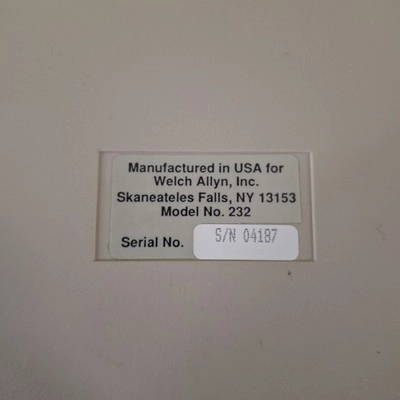 Manufactured in USA for
Welch Allyn, Inc.
Skaneateles Falls, NY 13153
Model No. 232
Serial No. S/N 04187